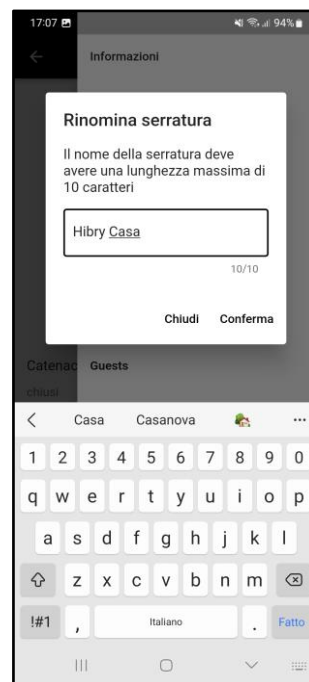 17:07 94%
Informazioni
Rinomina serratura
Il nome della serratura deve
avere una lunghezza massima di
10 caratteri
Hibry Casa
10/10
Chiudi Conferma
Catenac Guests
chiusi
Casa Casanova ...
1 2 3 4 5 6 7 8 9 0
q w e r t y u i o p
a s d f g h j k l
z x c v b n m
!#1 , Italiano . Fatto